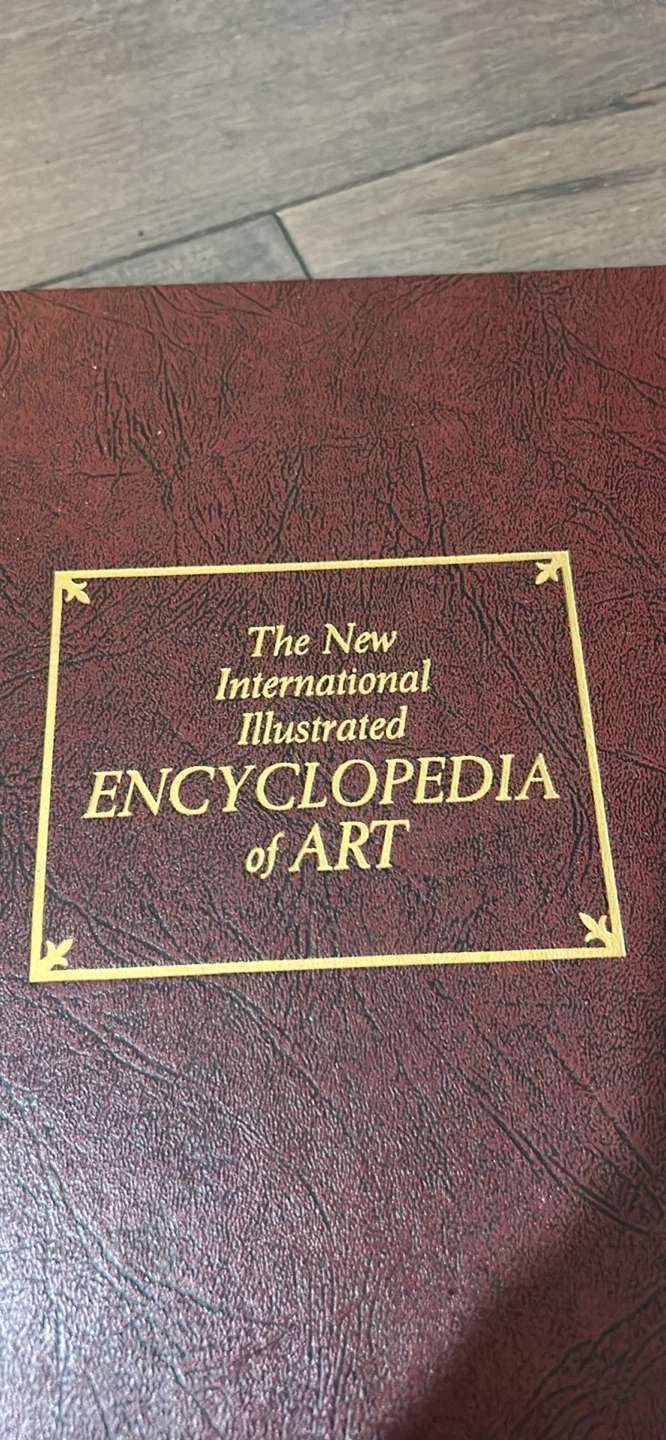 The New
International
Illustrated
ENCYCLOPEDIA
of ART